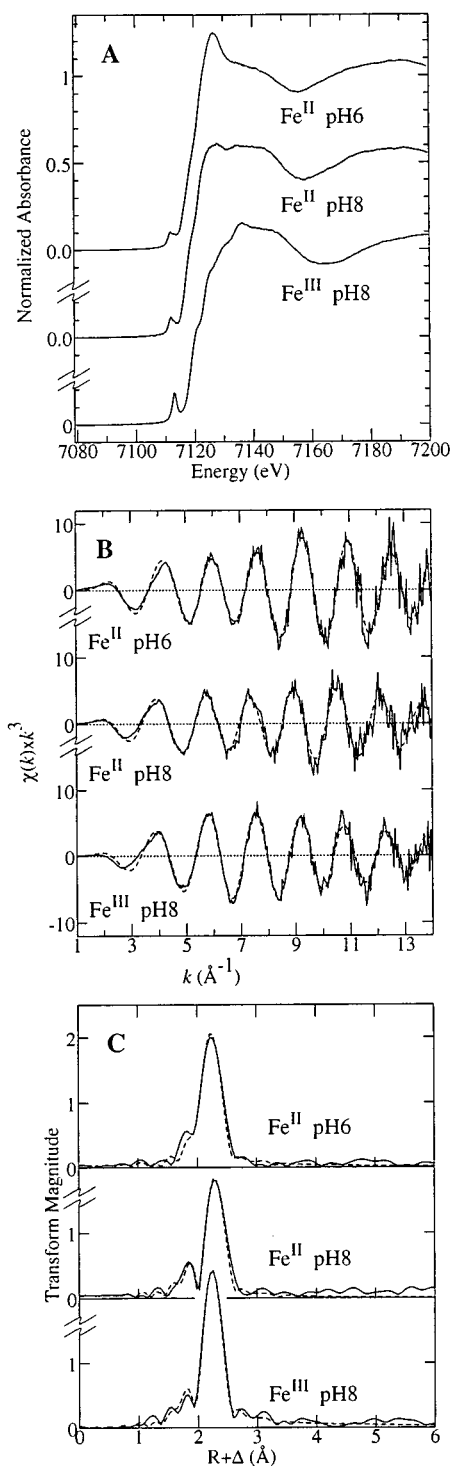 A
1
0.5
0.0
0.0
0
Normalized Absorbance
Fe^II pH6
Fe^II pH8
Fe^III pH8
7080 7100 7120 7140 7160 7180 7200
Energy (eV)
B
10
0
10
0
10
0
-10
χ(k)xk^3
Fe^II pH6
Fe^II pH8
Fe^III pH8
1 3 5 7 9 11 13
k (Å^-1)
C
2
1
0
1
0
1
0
Transform Magnitude
Fe^II pH6
Fe^II pH8
Fe^III pH8
0 1 2 3 4 5 6
R+Δ (Å)